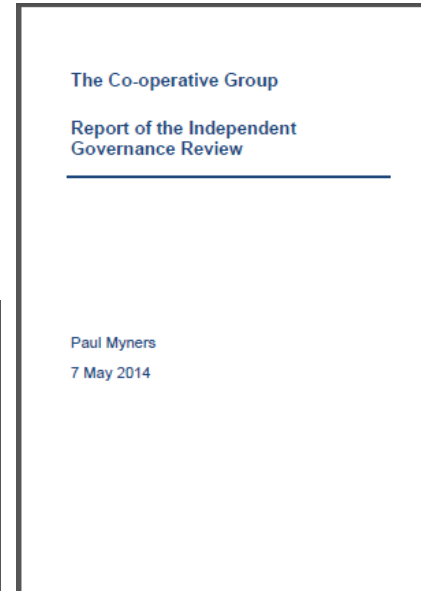 The Co-operative Group
Report of the Independent
Governance Review
Paul Myners
7 May 2014